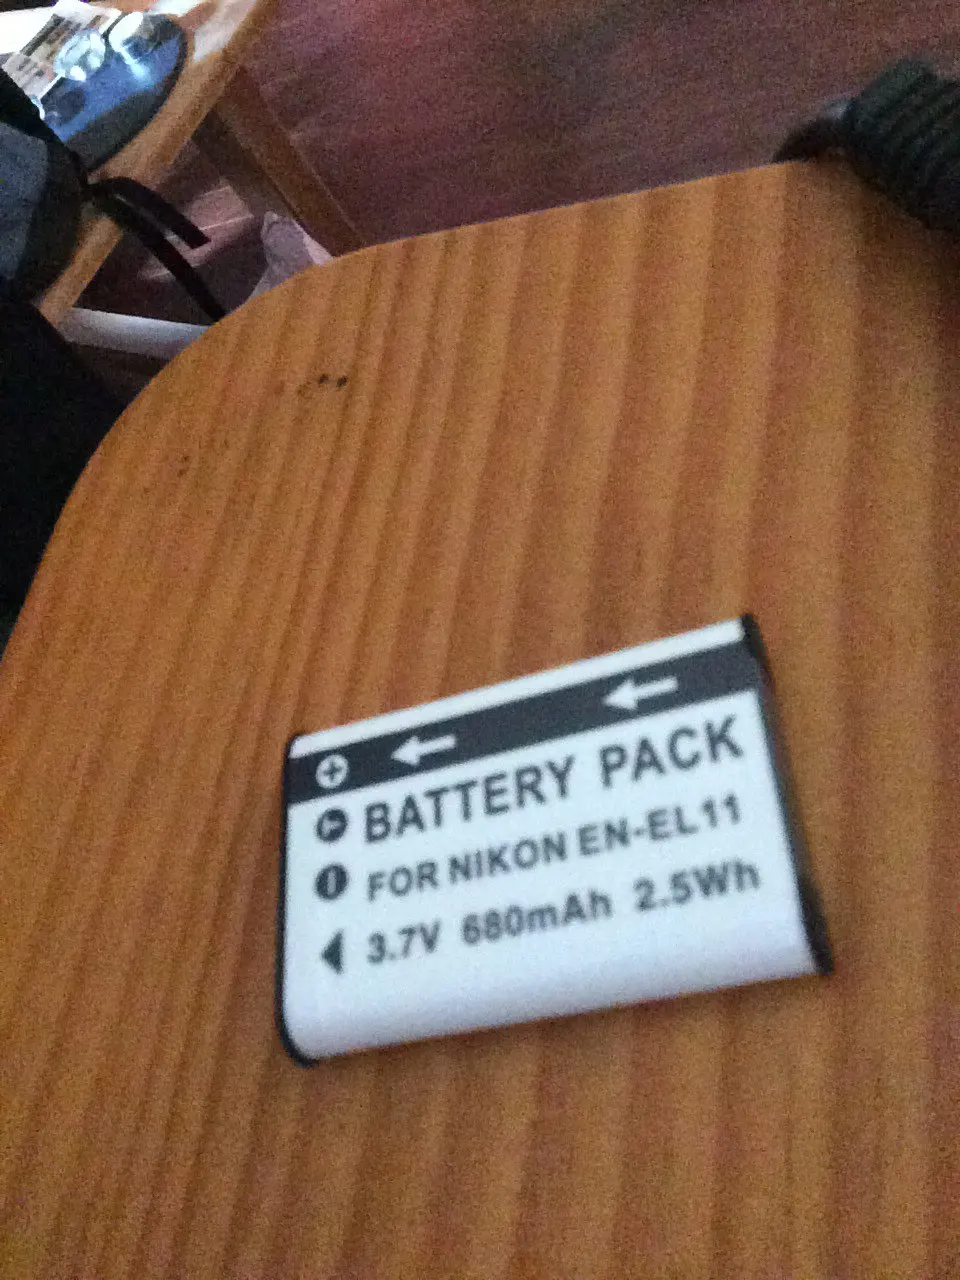 BATTERY PACK
FOR NIKON EN-EL11
3.7V 680mAh 2.5Wh